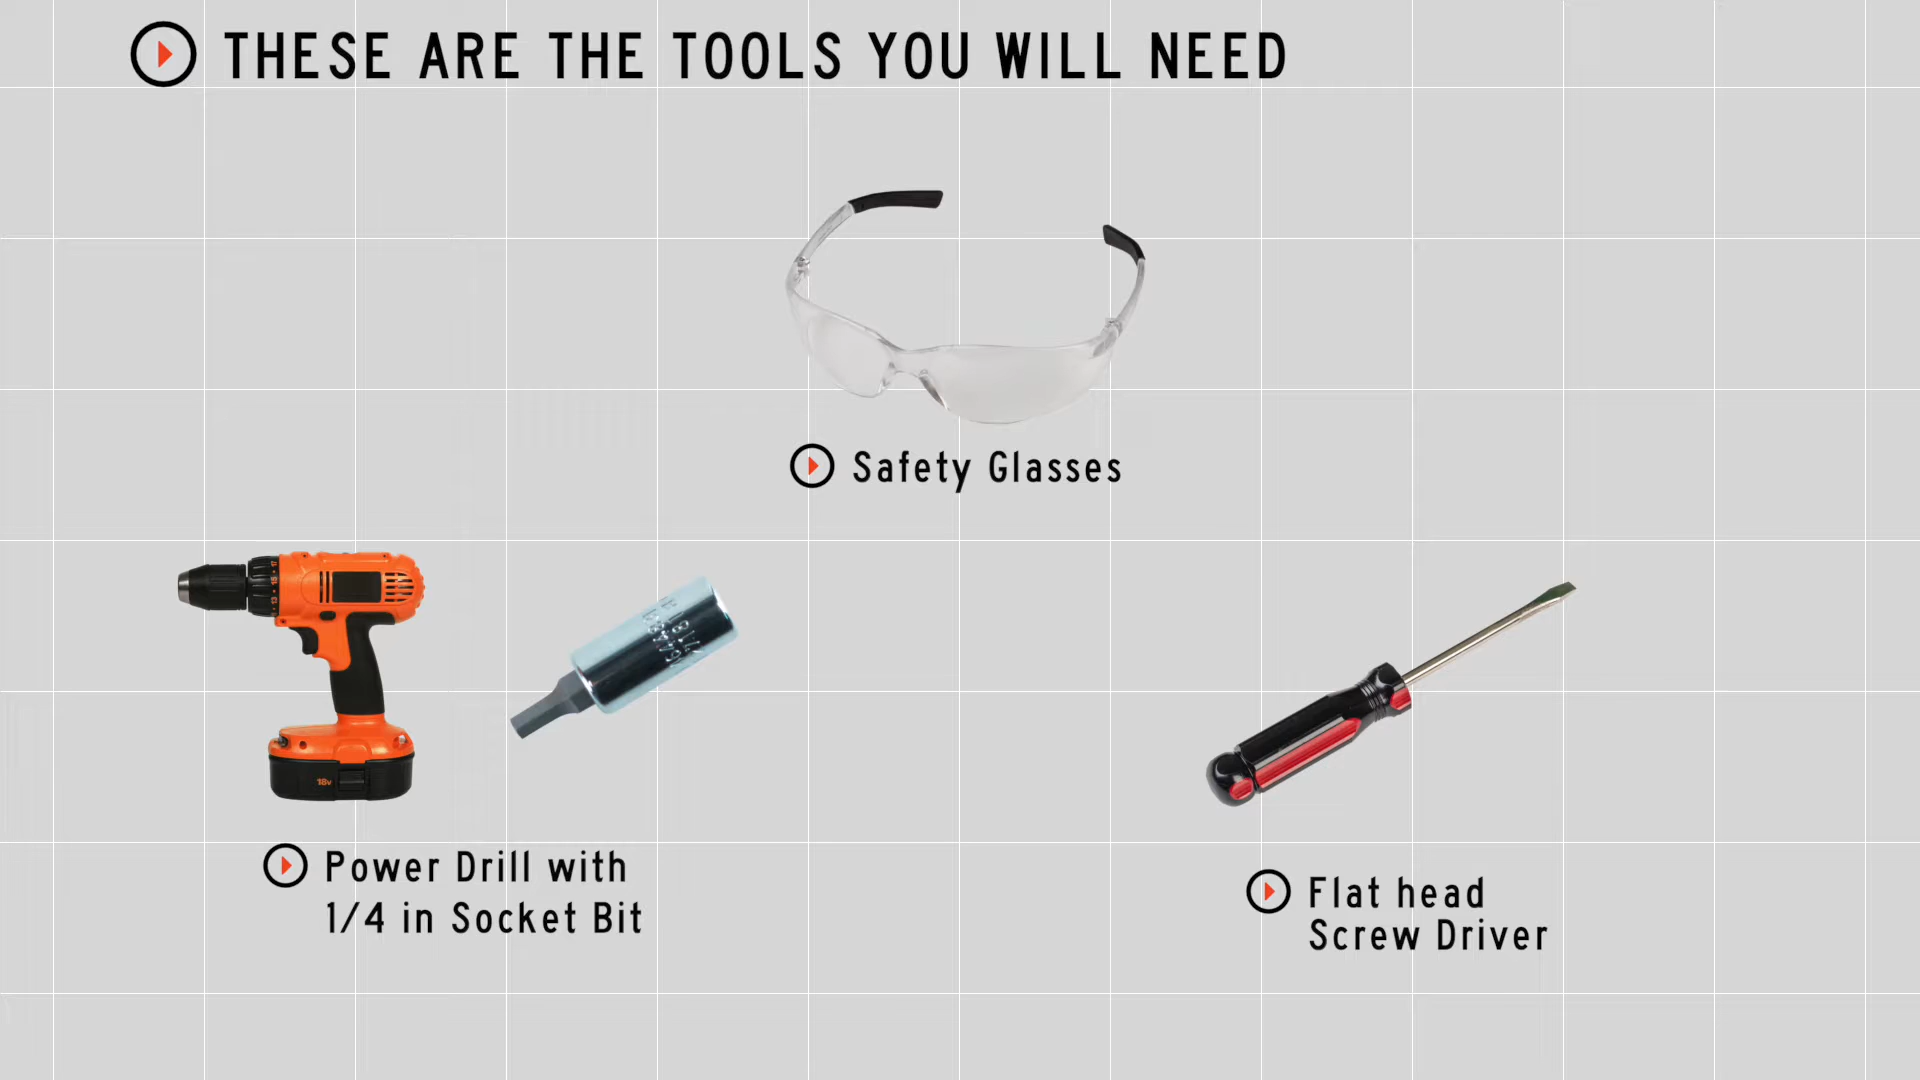 THESE ARE THE TOOLS YOU WILL NEED
Safety Glasses
18v
Power Drill with
1/4 in Socket Bit
Flat head
Screw Driver